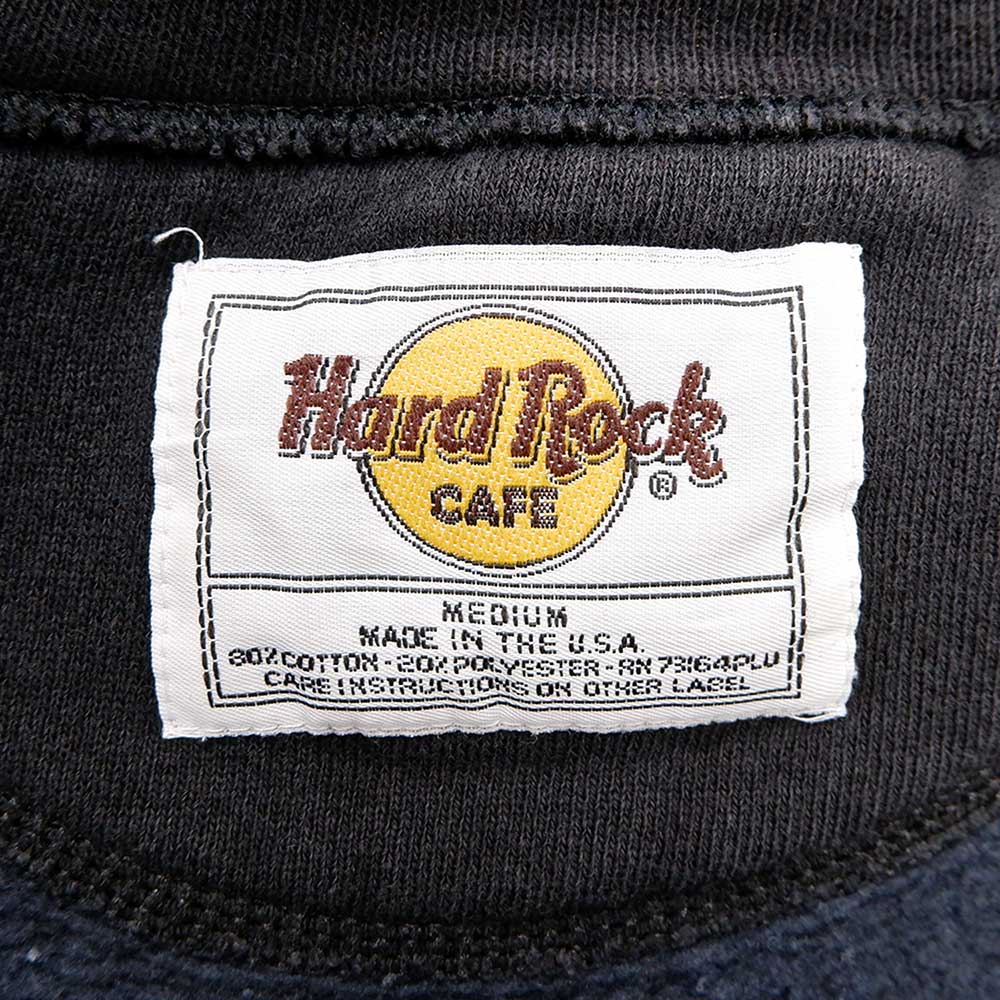 Hard Rock
CAFE
®
MEDIUM
MADE IN THE U.S.A.
80% COTTON - 20% POLYESTER - RN 73164PLU
CARE INSTRUCTIONS ON OTHER LABEL